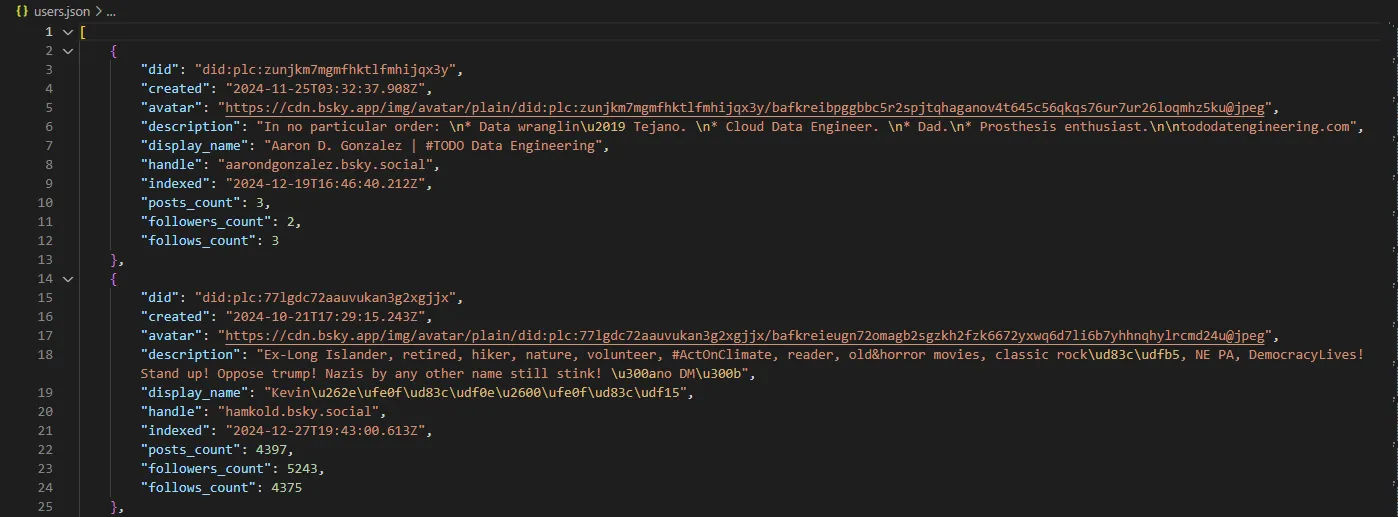 {} users.json > ...
1 [
2 {
3 "did": "did:plc:zunjkm7mgmfhktlfmhijqx3y",
4 "created": "2024-11-25T03:32:37.908Z",
5 "avatar": "https://cdn.bsky.app/img/avatar/plain/did:plc:zunjkm7mgmfhktlfmhijqx3y/bafkreibpggbbc5r2spjtqhaganov4t645c56qkqs76ur7ur26loqmhz5ku@jpeg",
6 "description": "In no particular order: \n* Data wranglin\u2019 Tejano. \n* Cloud Data Engineer. \n* Dad.\n* Prosthesis enthusiast.\n\ntododatengineering.com",
7 "display_name": "Aaron D. Gonzalez | #TODO Data Engineering",
8 "handle": "aarondgonzalez.bsky.social",
9 "indexed": "2024-12-19T16:46:40.212Z",
10 "posts_count": 3,
11 "followers_count": 2,
12 "follows_count": 3
13 },
14 {
15 "did": "did:plc:77lgdc72aauvukan3g2xgjjx",
16 "created": "2024-10-21T17:29:15.243Z",
17 "avatar": "https://cdn.bsky.app/img/avatar/plain/did:plc:77lgdc72aauvukan3g2xgjjx/bafkreieugn72omagb2sgzkh2fzk6672yxwq6d7li6b7yhhnqhylrcmd24u@jpeg",
18 "description": "Ex-Long Islander, retired, hiker, nature, volunteer, #ActOnClimate, reader, old&horror movies, classic rock\ud83c\udfb5, NE PA, DemocracyLives!
Stand up! Oppose trump! Nazis by any other name still stink! \u300ano DM\u300b",
19 "display_name": "Kevin\u262e\ufe0f\ud83c\udf0e\u2600\ufe0f\ud83c\udf15",
20 "handle": "hamkold.bsky.social",
21 "indexed": "2024-12-27T19:43:00.613Z",
22 "posts_count": 4397,
23 "followers_count": 5243,
24 "follows_count": 4375
25 },